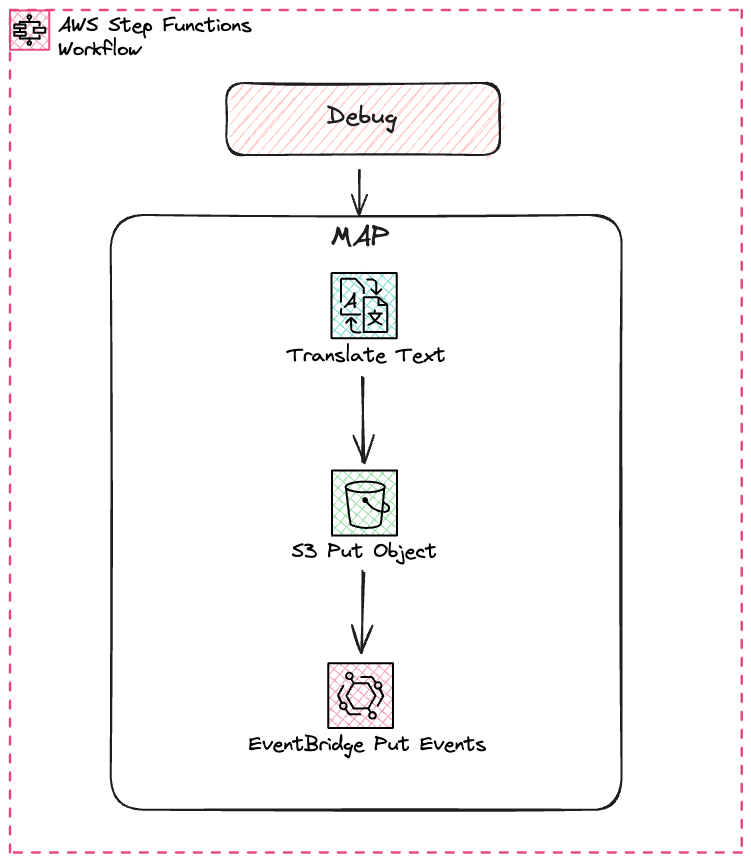 AWS Step Functions
Workflow
Debug
MAP
A
文
Translate Text
S3 Put Object
EventBridge Put Events